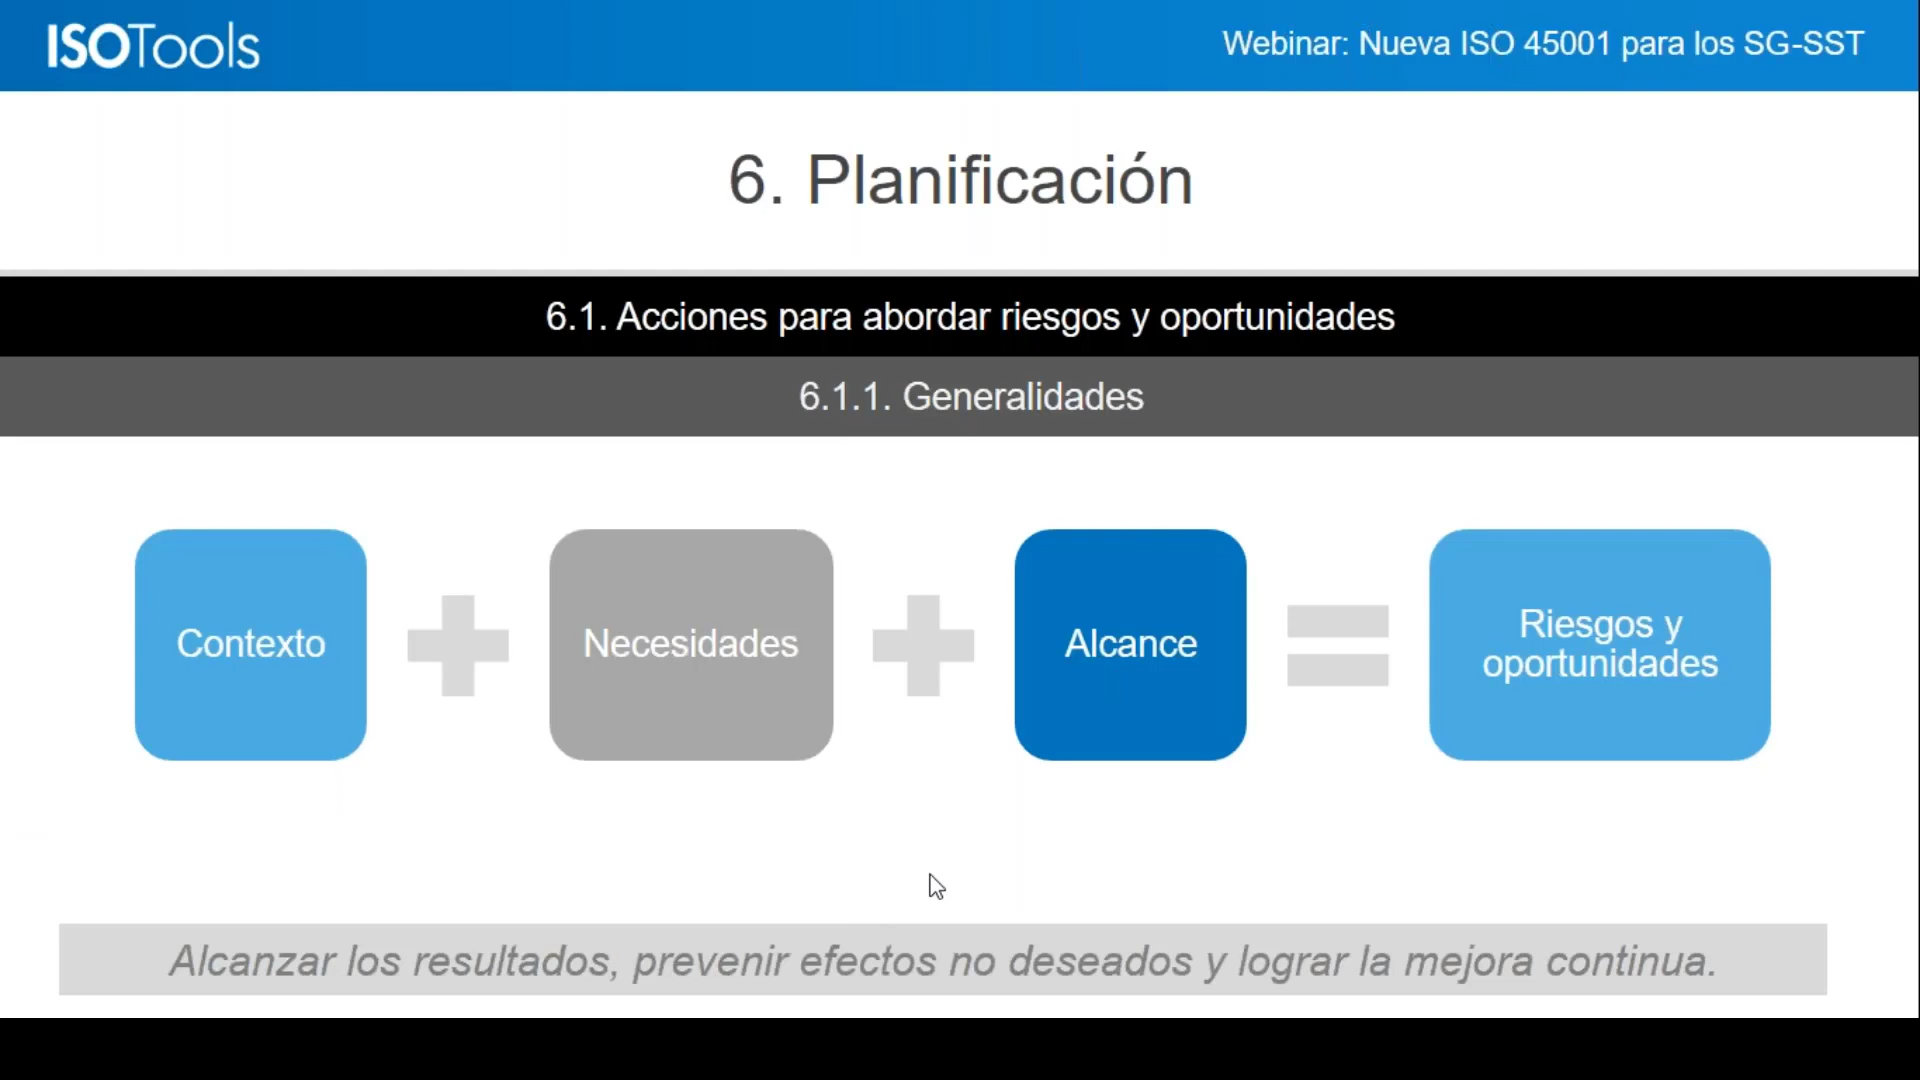 ISOTools
Webinar: Nueva ISO 45001 para los SG-SST
6. Planificación
6.1. Acciones para abordar riesgos y oportunidades
6.1.1. Generalidades
Contexto
Necesidades
Alcance
Riesgos y
oportunidades
Alcanzar los resultados, prevenir efectos no deseados y lograr la mejora continua.